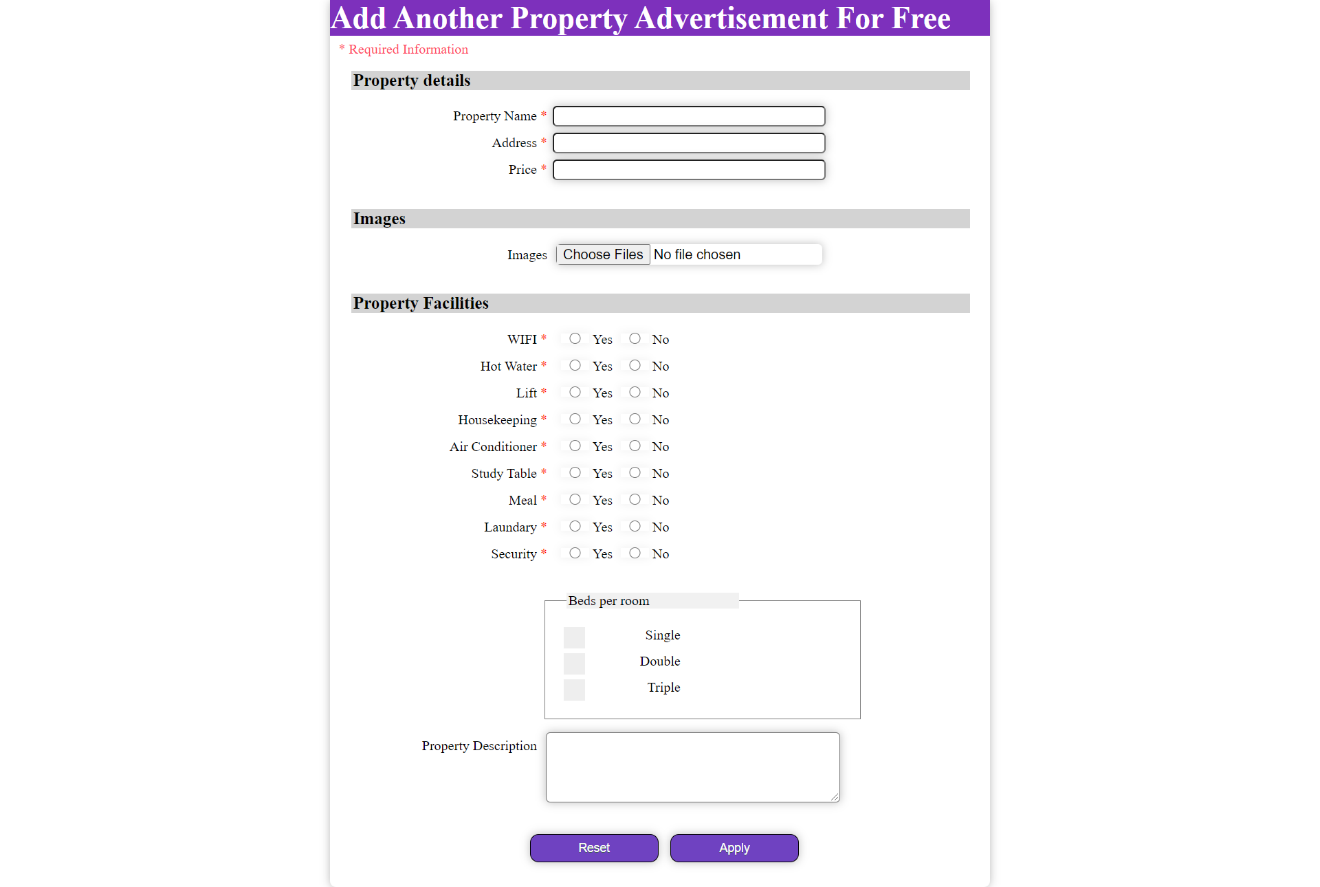 Add Another Property Advertisement For Free
* Required Information
Property details
Property Name *
Address *
Price *
Images
Images Choose Files No file chosen
Property Facilities
WIFI * Yes No
Hot Water * Yes No
Lift * Yes No
Housekeeping * Yes No
Air Conditioner * Yes No
Study Table * Yes No
Meal * Yes No
Laundary * Yes No
Security * Yes No
Beds per room
Single
Double
Triple
Property Description
Reset Apply